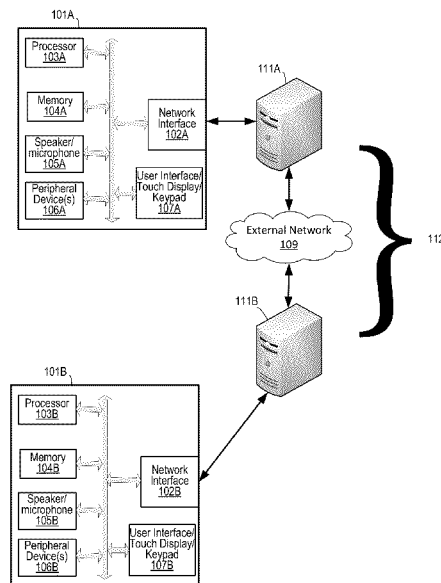 101A
Processor
103A
Memory
104A
Speaker/
microphone
105A
Peripheral
Device(s)
106A
Network
Interface
102A
User Interface/
Touch Display/
Keypad
107A
111A
External Network
109
112
111B
101B
Processor
103B
Memory
104B
Speaker/
microphone
105B
Peripheral
Device(s)
106B
Network
Interface
102B
User Interface/
Touch Display/
Keypad
107B